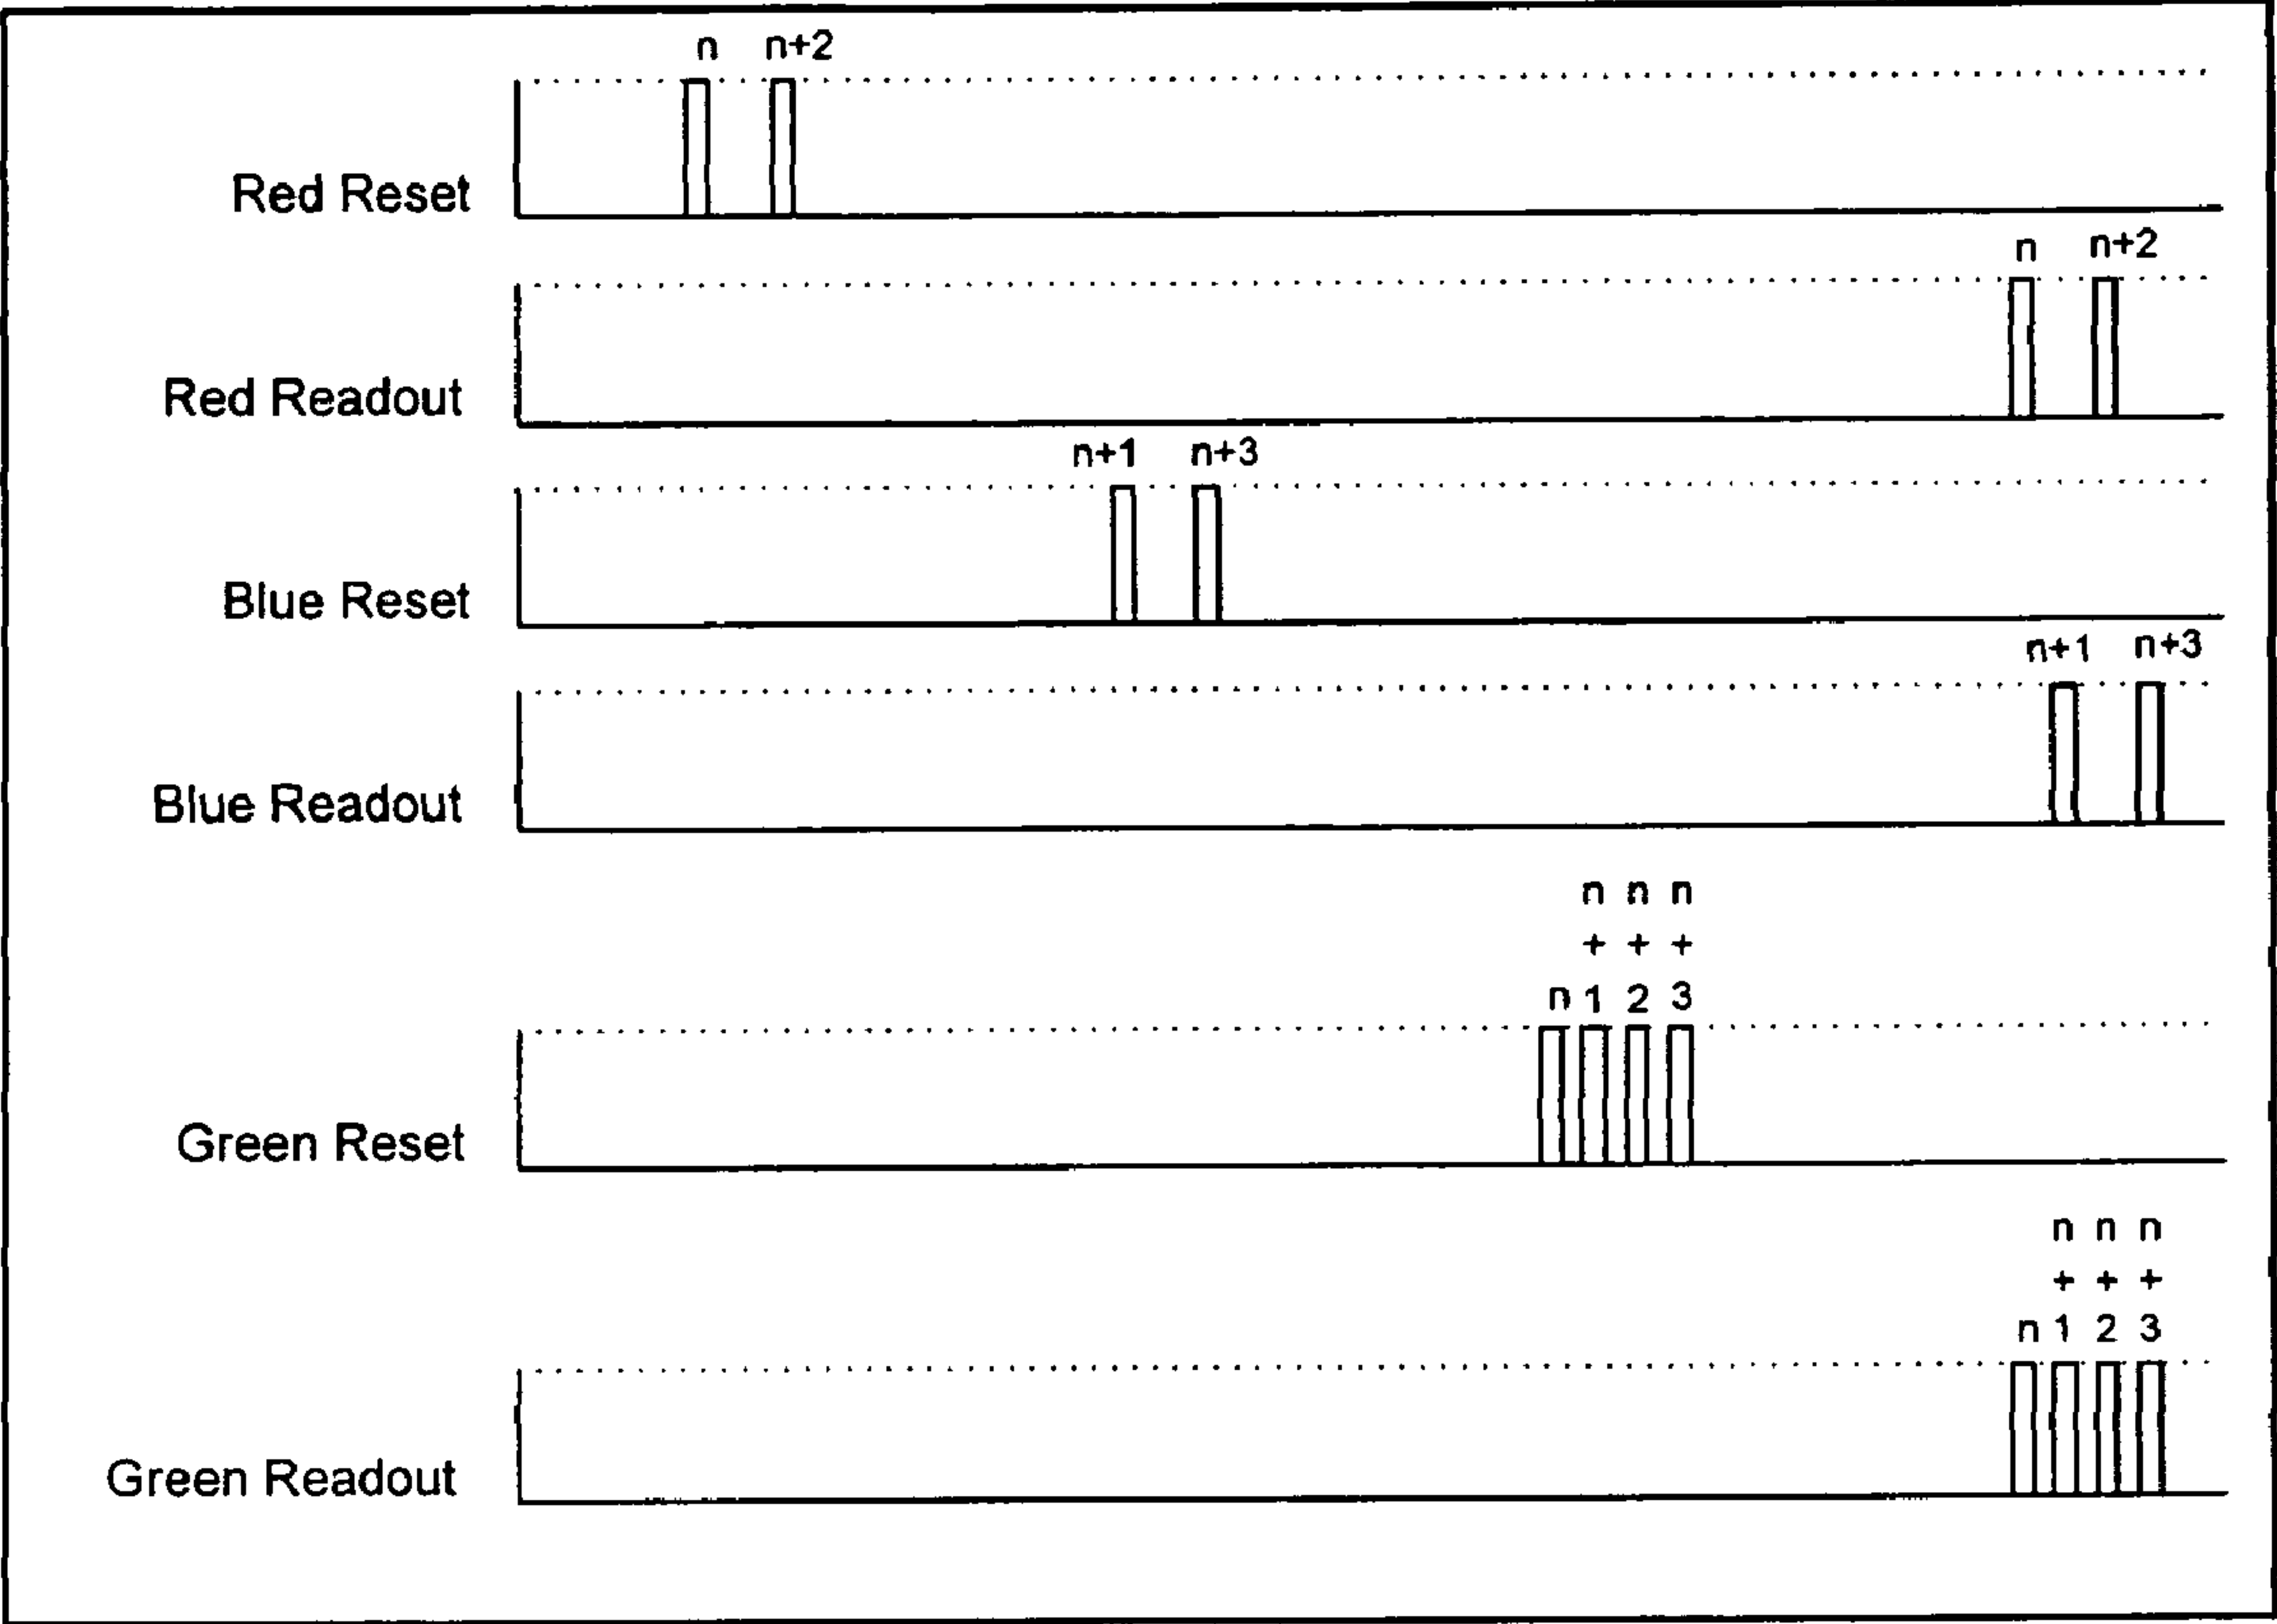 n n+2
Red Reset
n n+2
Red Readout
n+1 n+3
Blue Reset
n+1 n+3
Blue Readout
n n n
+ + +
n 1 2 3
Green Reset
n n n
+ + +
n 1 2 3
Green Readout